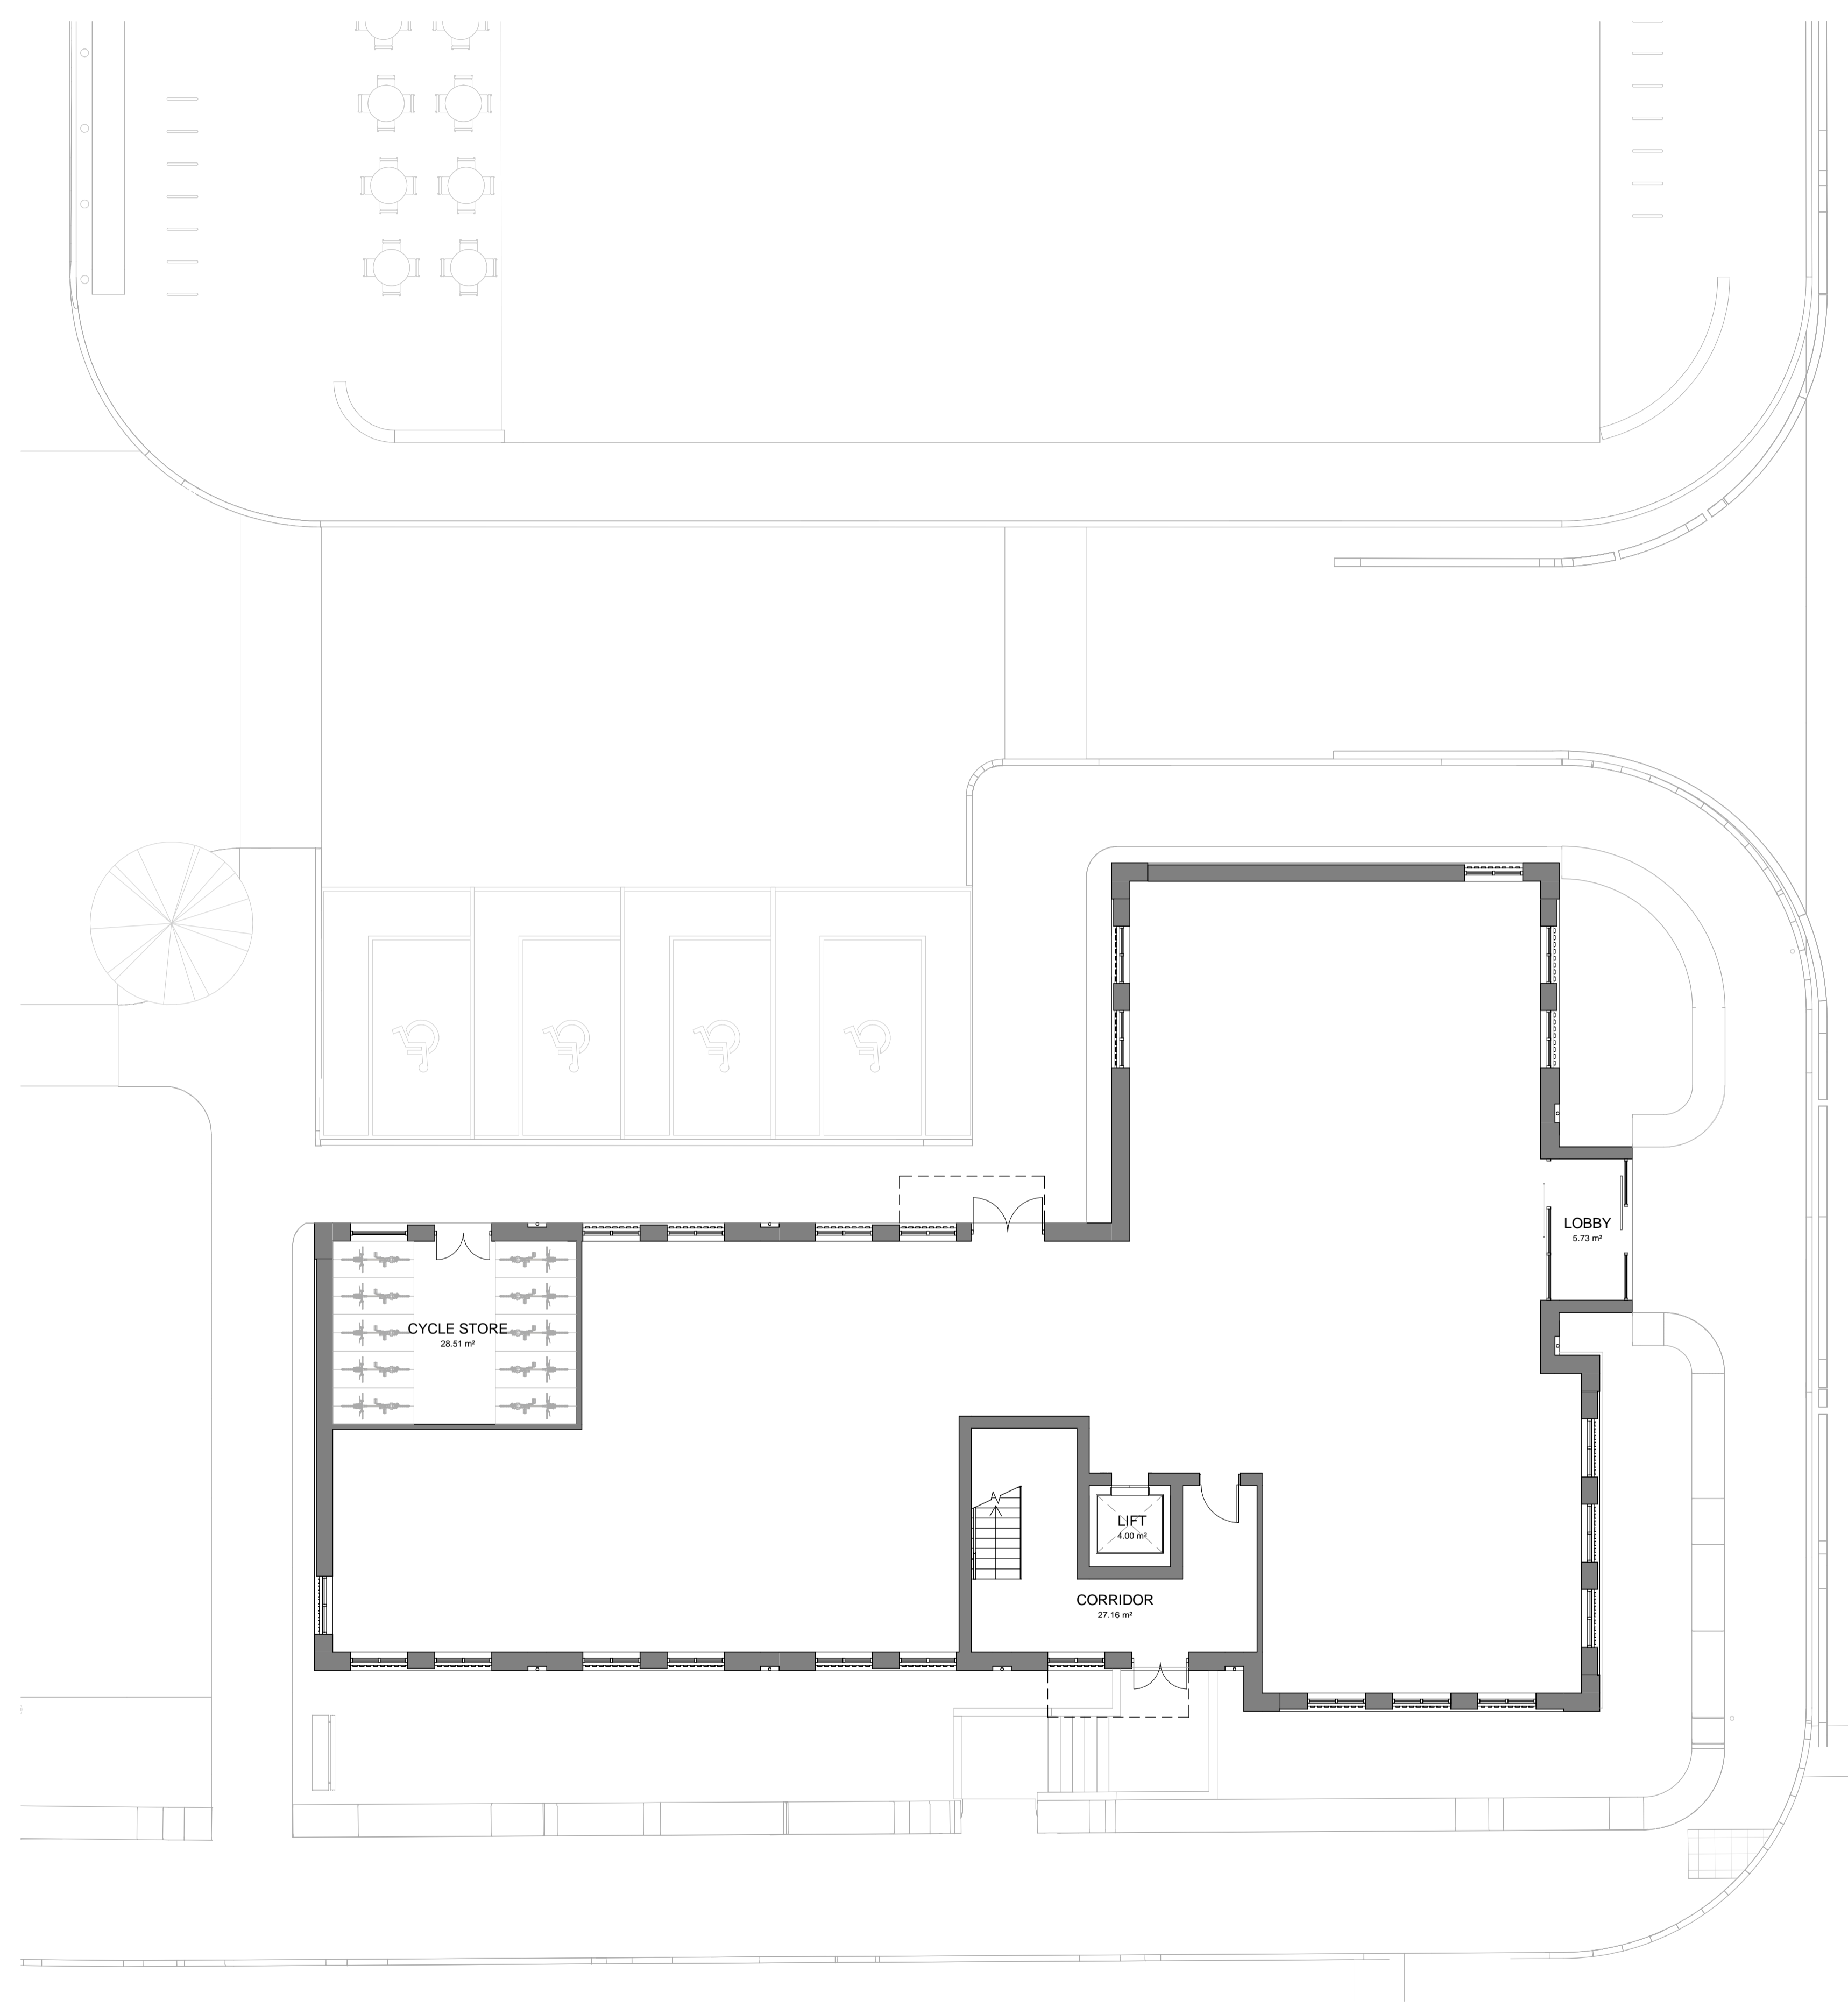 LOBBY
5.73 m²
CYCLE STORE
28.51 m²
LIFT
4.00 m²
CORRIDOR
27.16 m²